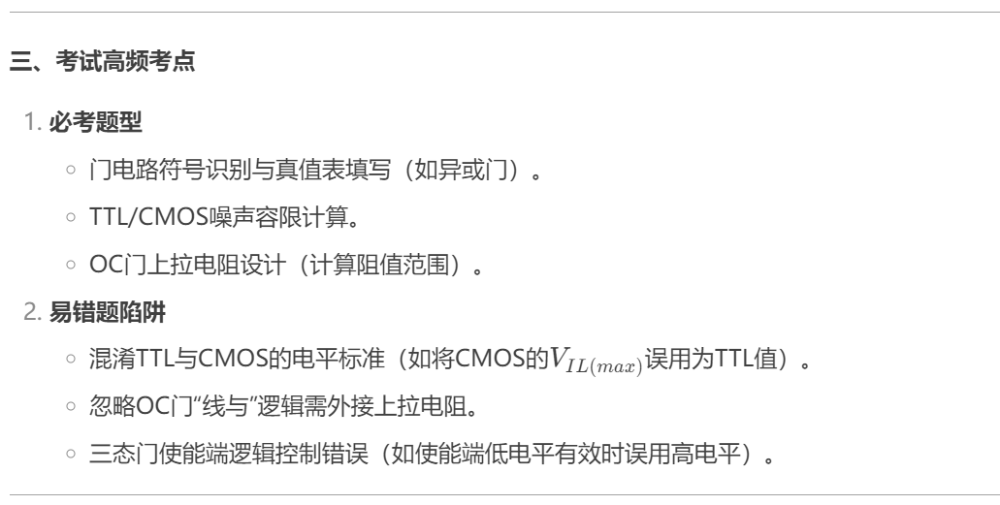 三、考试高频考点
1. 必考题型
○ 门电路符号识别与真值表填写（如异或门）。
○ TTL/CMOS噪声容限计算。
○ OC门上拉电阻设计（计算阻值范围）。
2. 易错题陷阱
○ 混淆TTL与CMOS的电平标准（如将CMOS的V_{IL(max)}误用为TTL值）。
○ 忽略OC门“线与”逻辑需外接上拉电阻。
○ 三态门使能端逻辑控制错误（如使能端低电平有效时误用高电平）。